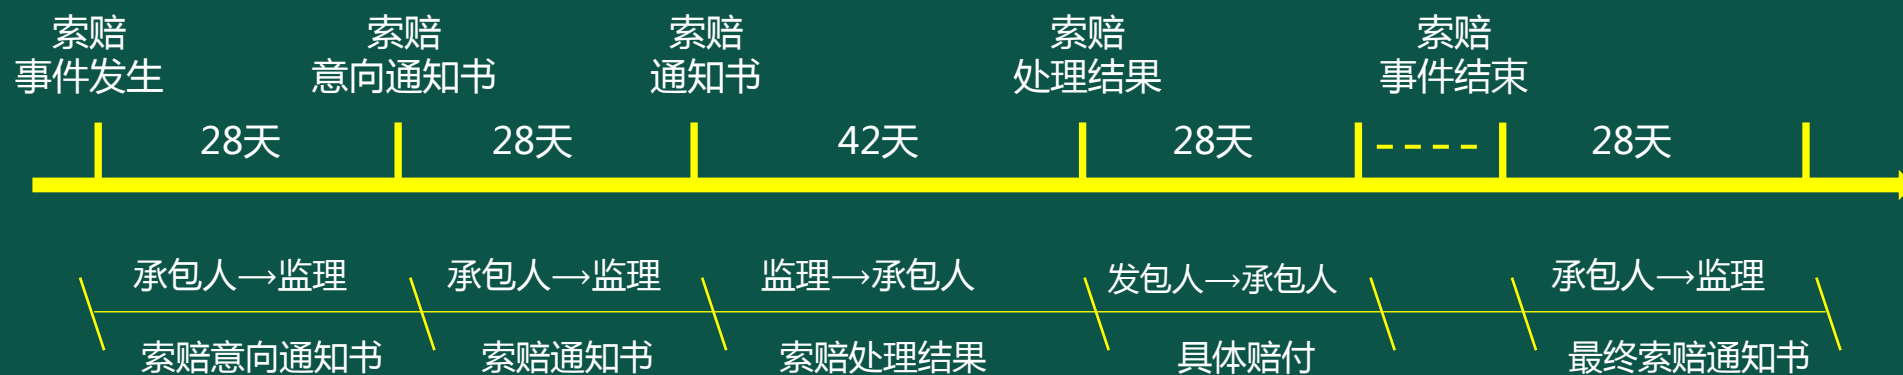 索赔
事件发生
索赔
意向通知书
索赔
通知书
索赔
处理结果
索赔
事件结束
28天
28天
42天
28天
28天
承包人→监理
承包人→监理
监理→承包人
发包人→承包人
承包人→监理
索赔意向通知书
索赔通知书
索赔处理结果
具体赔付
最终索赔通知书